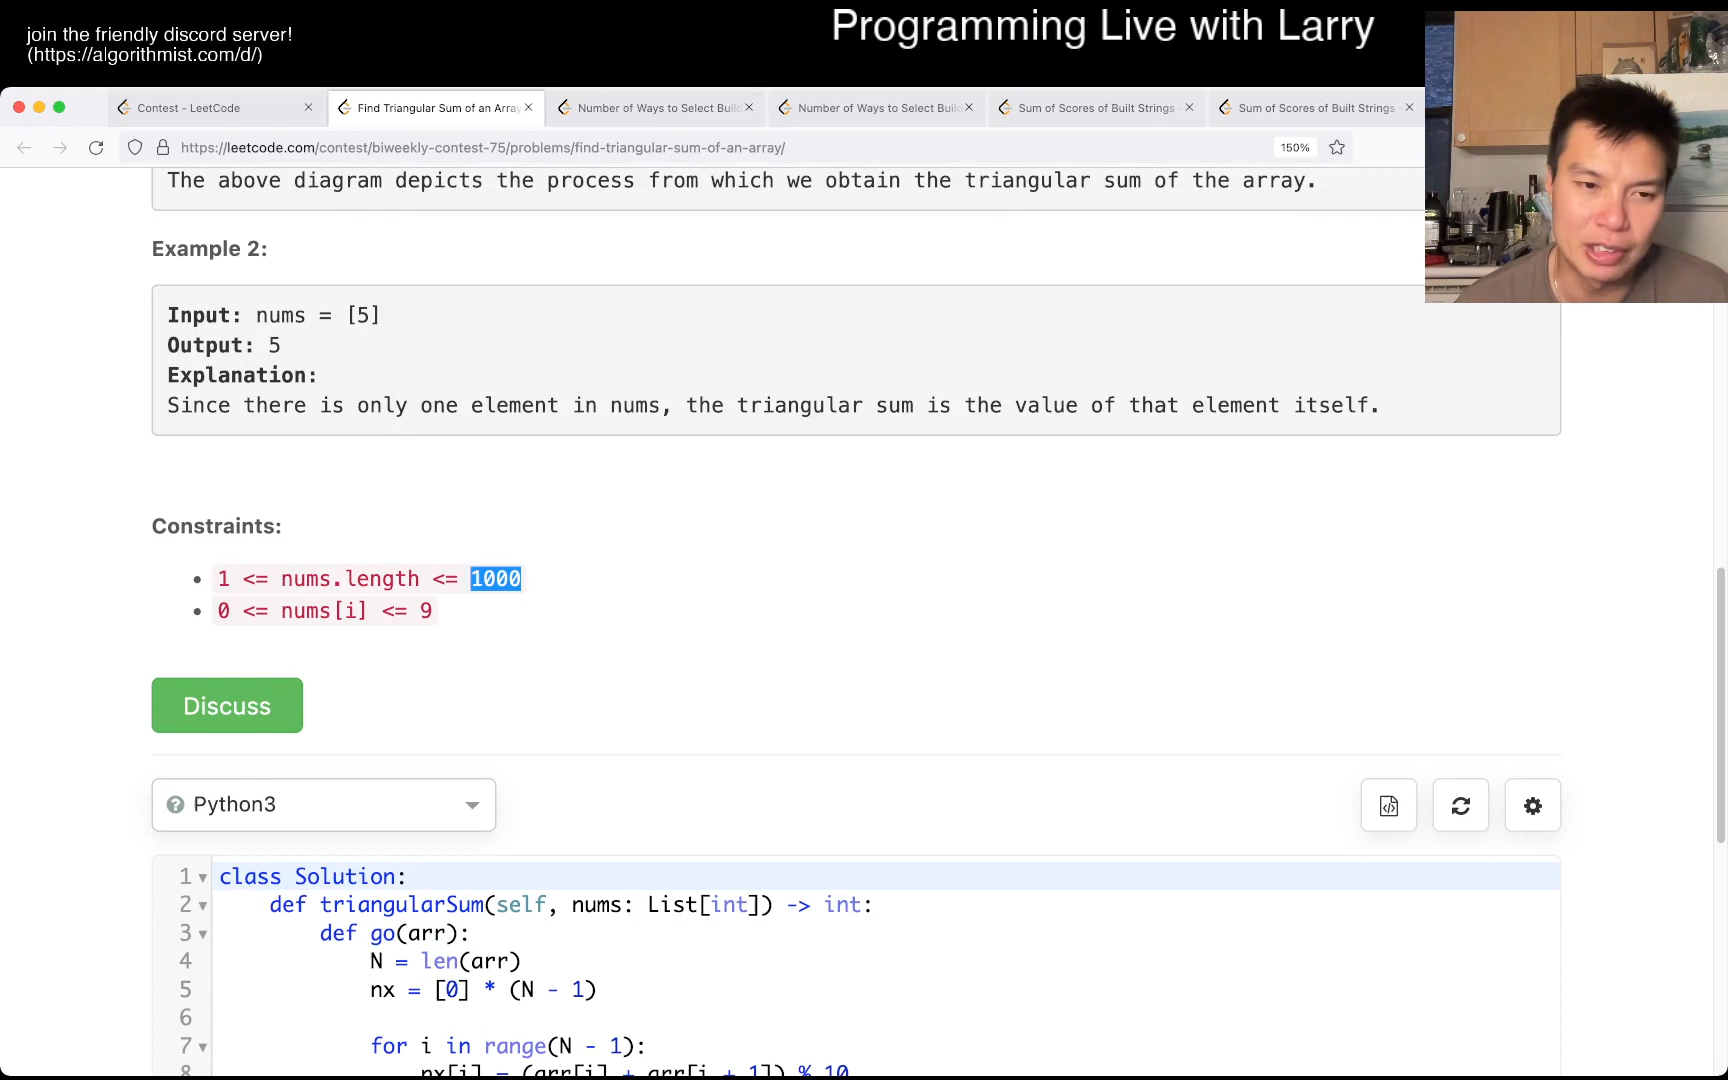 join the friendly discord server!
(https://algorithmist.com/d/)
Programming Live with Larry
Contest - LeetCode
Find Triangular Sum of an Array
Number of Ways to Select Buil
Number of Ways to Select Buil
Sum of Scores of Built Strings
Sum of Scores of Built Strings
https://leetcode.com/contest/biweekly-contest-75/problems/find-triangular-sum-of-an-array/
150%
The above diagram depicts the process from which we obtain the triangular sum of the array.
Example 2:
Input: nums = [5]
Output: 5
Explanation:
Since there is only one element in nums, the triangular sum is the value of that element itself.
Constraints:
1 <= nums.length <= 1000
0 <= nums[i] <= 9
Discuss
Python3
1 class Solution:
2 def triangularSum(self, nums: List[int]) -> int:
3 def go(arr):
4 N = len(arr)
5 nx = [0] * (N - 1)
6
7 for i in range(N - 1):
8 nx[i] = (arr[i] + arr[i + 1]) % 10